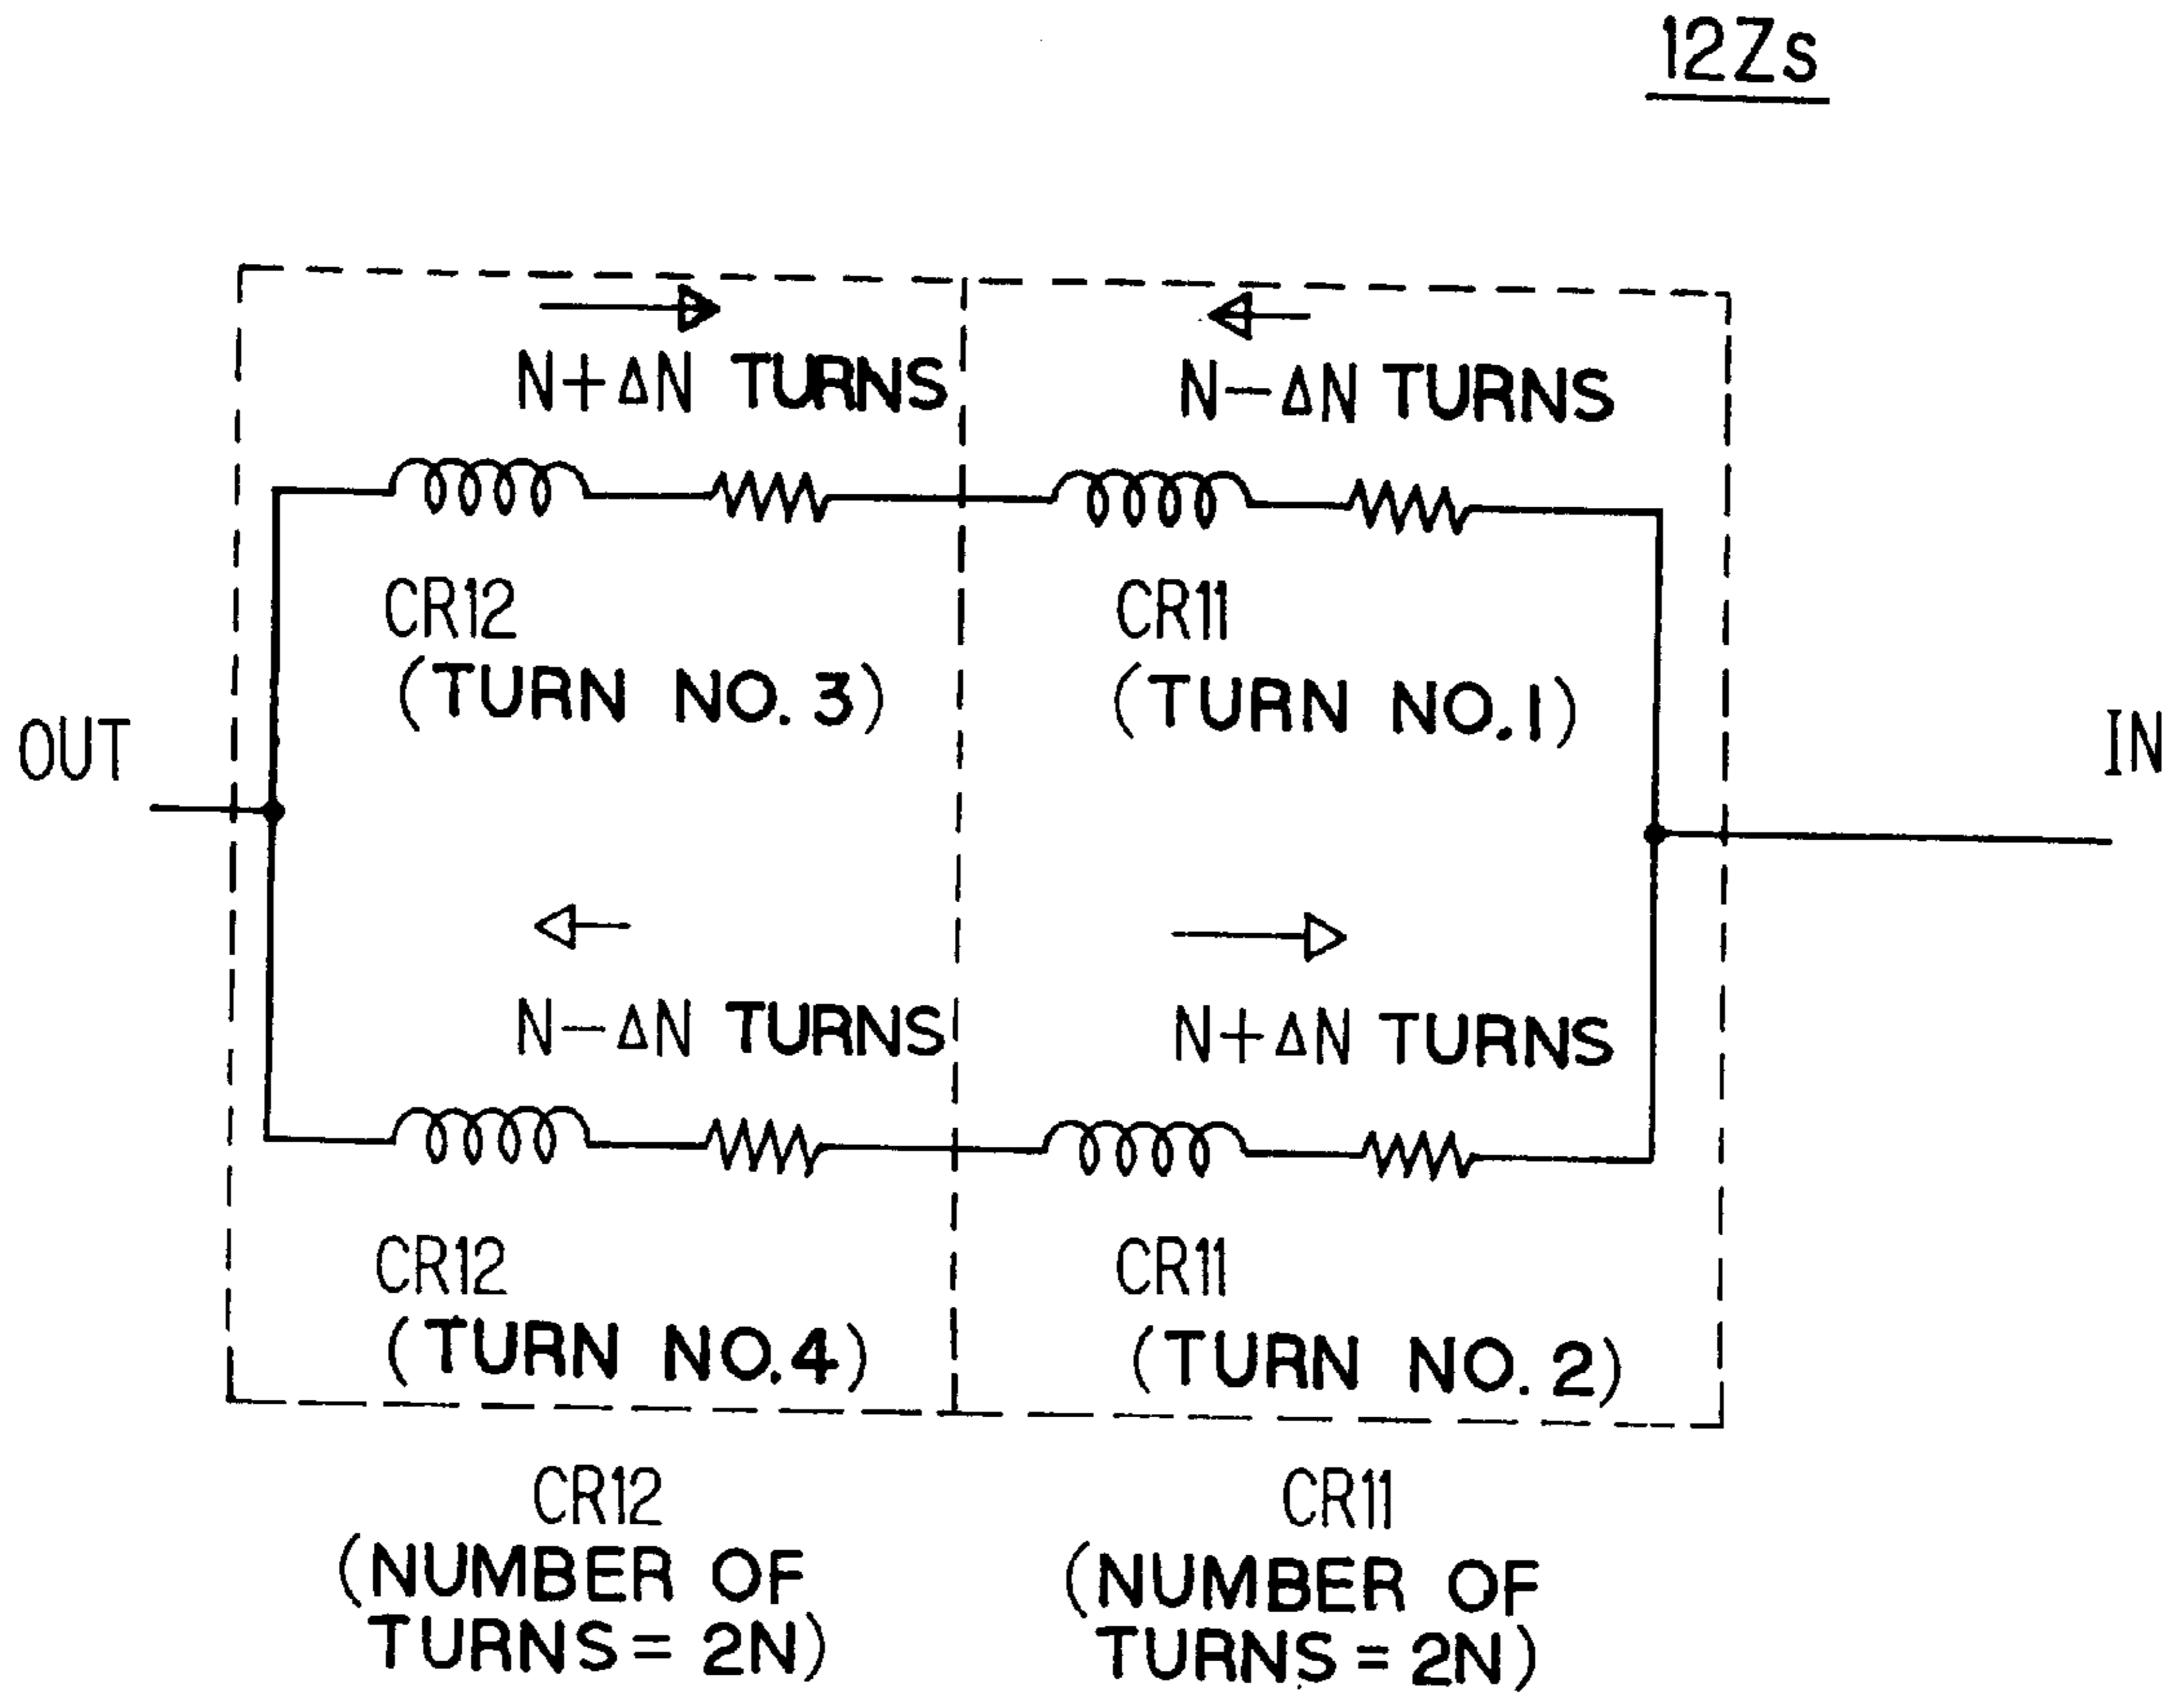 12Zs
N+ΔN TURNS
N−ΔN TURNS
CR12
(TURN NO. 3)
CR11
(TURN NO. 1)
OUT
IN
N−ΔN TURNS
N+ΔN TURNS
CR12
(TURN NO. 4)
CR11
(TURN NO. 2)
CR12
(NUMBER OF
TURNS = 2N)
CR11
(NUMBER OF
TURNS = 2N)